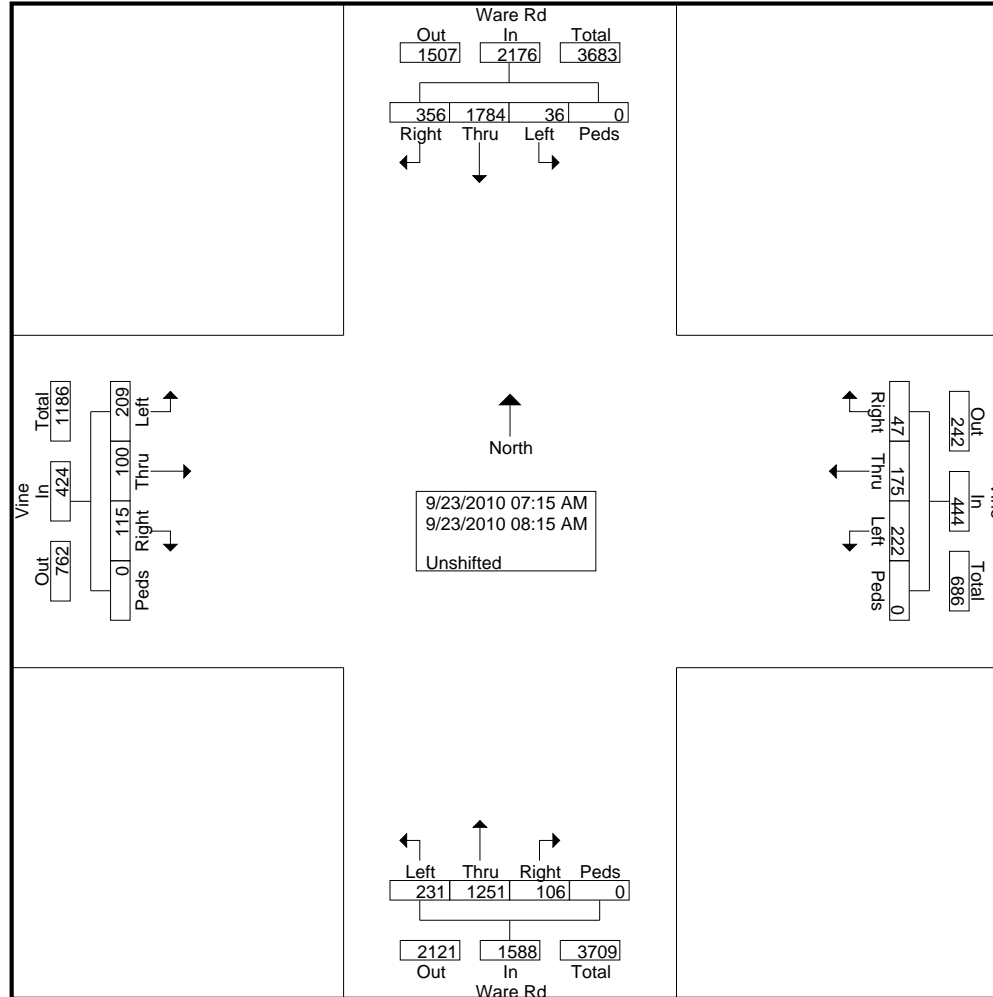 Ware Rd
Out In Total
1507 2176 3683
356 1784 36 0
Right Thru Left Peds
Vine
Total In Out
1186 424 762
209 100 115 0
Left Thru Right Peds
North
9/23/2010 07:15 AM
9/23/2010 08:15 AM
Unshifted
Right Thru Left Peds
47 175 222 0
Out In Total
242 444 686
Vine
Left Thru Right Peds
231 1251 106 0
2121 1588 3709
Out In Total
Ware Rd